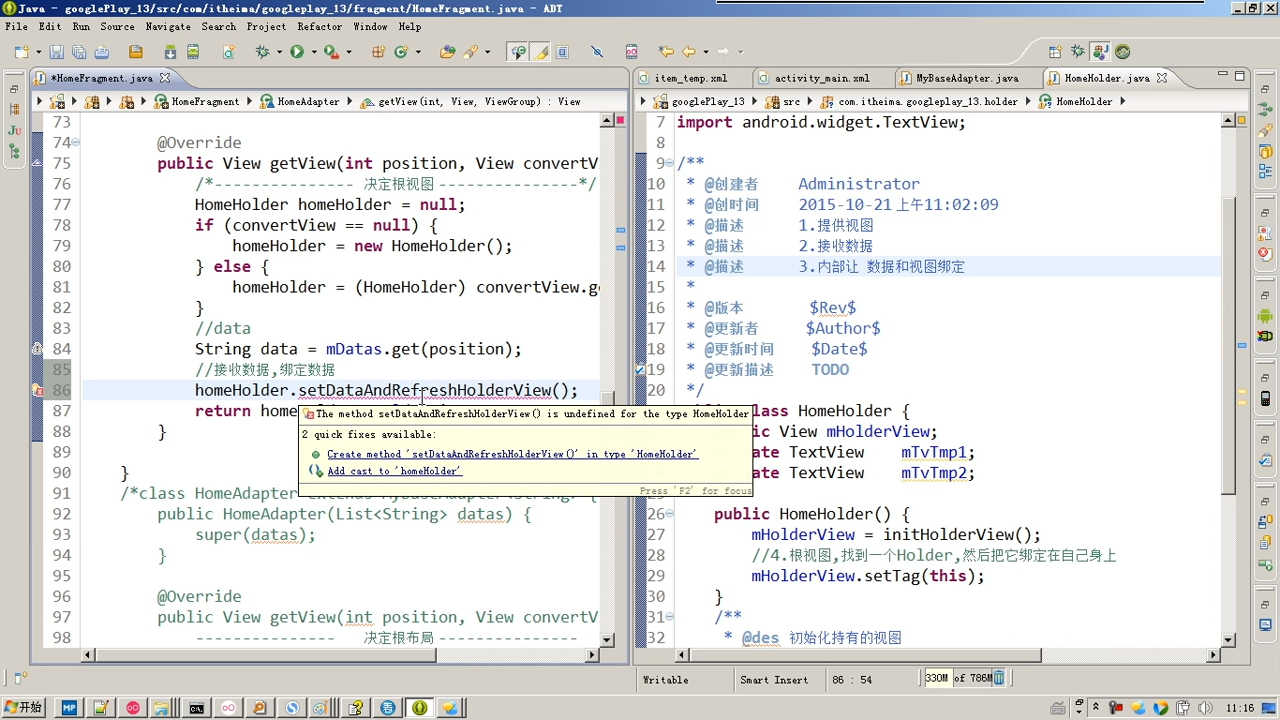 Java - googlePlay_13/src/com/itheima/googleplay_13/fragment/HomeFragment.java - ADT
File Edit Run Source Navigate Search Project Refactor Window Help
*HomeFragment.java
item_temp.xml activity_main.xml MyBaseAdapter.java HomeHolder.java
HomeFragment HomeAdapter getView(int, View, ViewGroup) : View
googlePlay_13 src com.itheima.googleplay_13.holder HomeHolder
73
74 @Override
75 public View getView(int position, View convertV
76 /*--------------- 决定根视图 ---------------*/
77 HomeHolder homeHolder = null;
78 if (convertView == null) {
79 homeHolder = new HomeHolder();
80 } else {
81 homeHolder = (HomeHolder) convertView.ge
82 }
83 //data
84 String data = mDatas.get(position);
85 //接收数据,绑定数据
86 homeHolder.setDataAndRefreshHolderView();
87 return home
88 }
89
90 }
91 /*class HomeAdapter extends MyBaseAdapter<String> {
92 public HomeAdapter(List<String> datas) {
93 super(datas);
94 }
95
96 @Override
97 public View getView(int position, View convertV
98 --------------- 决定根布局 ---------------
The method setDataAndRefreshHolderView() is undefined for the type HomeHolder
2 quick fixes available:
Create method 'setDataAndRefreshHolderView()' in type 'HomeHolder'
Add cast to 'homeHolder'
Press 'F2' for focus
7 import android.widget.TextView;
8
9 /**
10 * @创建者 Administrator
11 * @创时间 2015-10-21 上午11:02:09
12 * @描述 1.提供视图
13 * @描述 2.接收数据
14 * @描述 3.内部让 数据和视图绑定
15 *
16 * @版本 $Rev$
17 * @更新者 $Author$
18 * @更新时间 $Date$
19 * @更新描述 TODO
20 */
class HomeHolder {
ic View mHolderView;
ate TextView mTvTmp1;
ate TextView mTvTmp2;
26 public HomeHolder() {
27 mHolderView = initHolderView();
28 //4.根视图,找到一个Holder,然后把它绑定在自己身上
29 mHolderView.setTag(this);
30 }
31 /**
32 * @des 初始化持有的视图
Writable Smart Insert 86 : 54 330M of 786M
开始 11:16